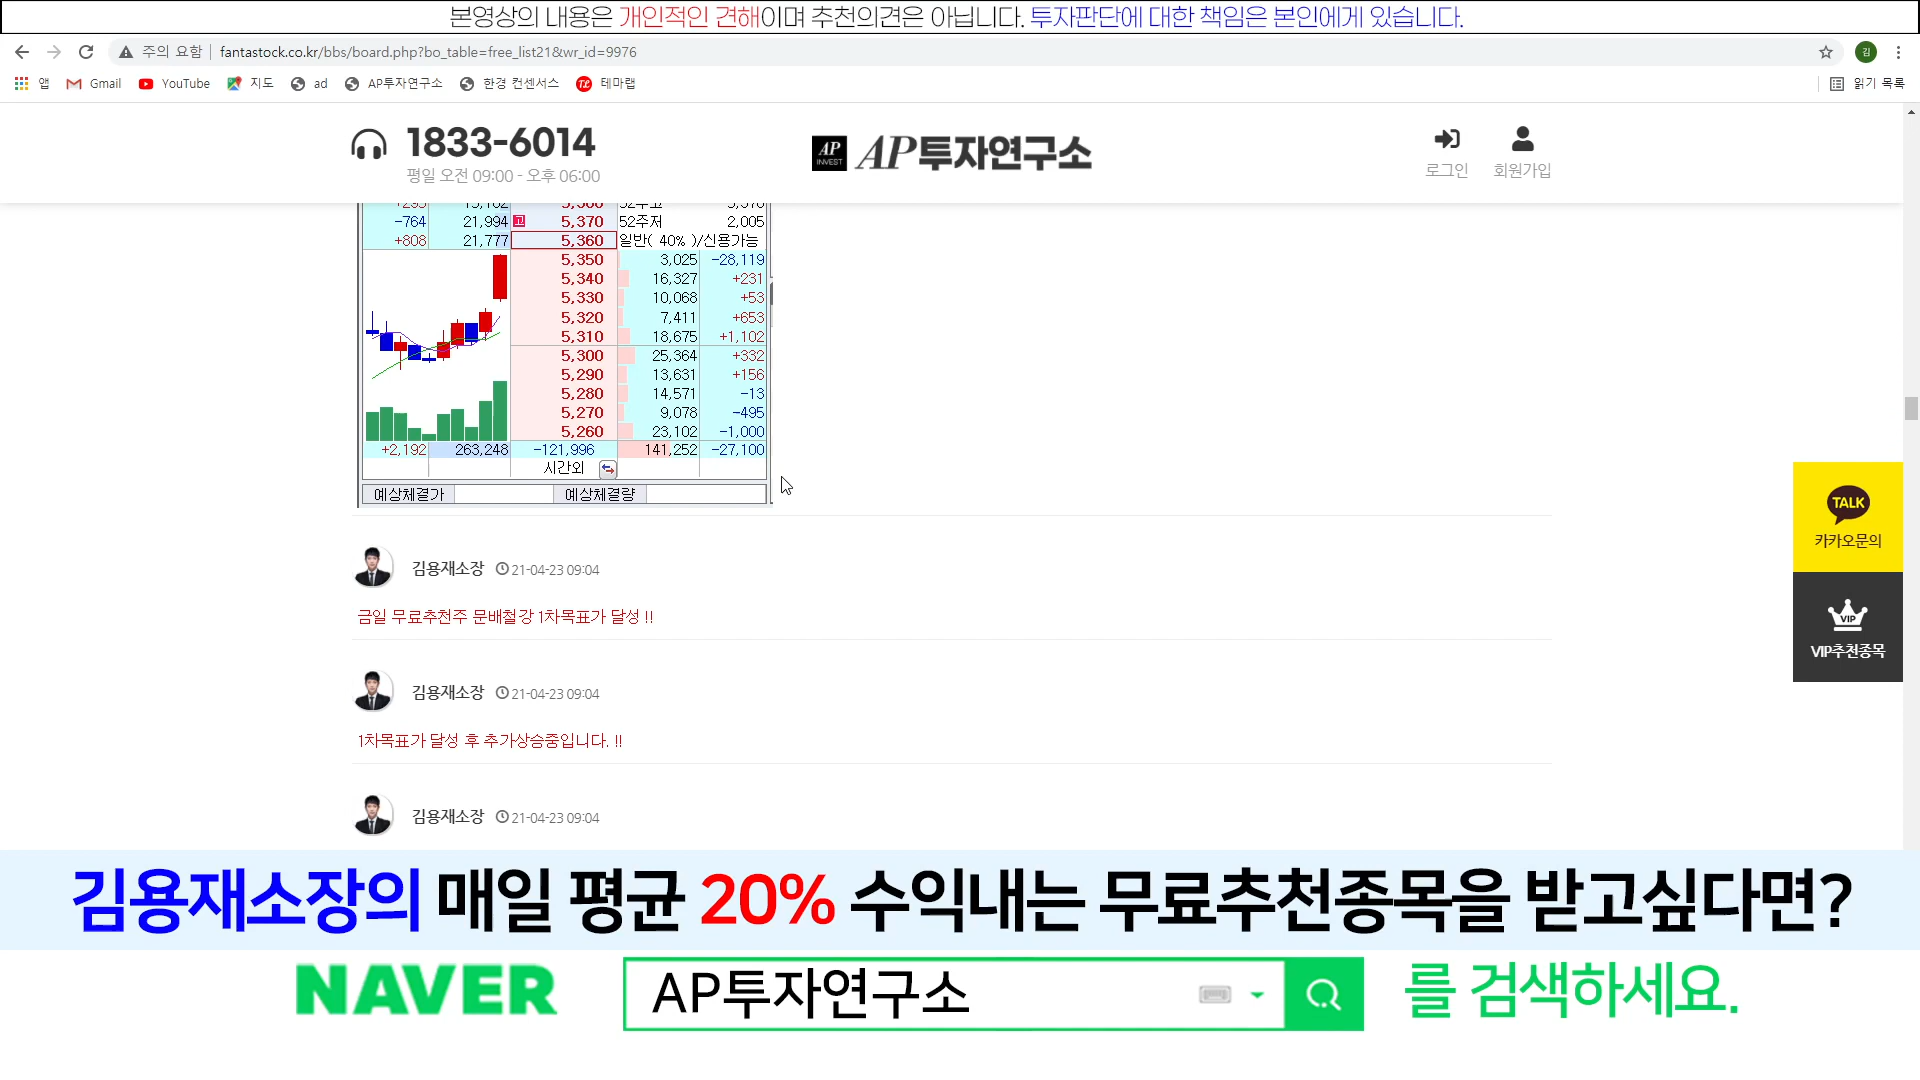 본영상의 내용은 개인적인 견해이며 추천의견은 아닙니다. 투자판단에 대한 책임은 본인에게 있습니다.
주의 요함 | fantastock.co.kr/bbs/board.php?bo_table=free_list21&wr_id=9976 김
앱 Gmail YouTube 지도 ad AP투자연구소 한경 컨센서스 TL 테마랩 읽기 목록
1833-6014
평일 오전 09:00 - 오후 06:00
AP INVEST AP투자연구소
로그인 회원가입
-764 21,994 고 5,370 52주저 2,005
+808 21,777 5,360 일반( 40% )/신용가능
5,350 3,025 -28,119
5,340 16,327 +231
5,330 10,068 +53
5,320 7,411 +653
5,310 18,675 +1,102
5,300 25,364 +332
5,290 13,631 +156
5,280 14,571 -13
5,270 9,078 -495
5,260 23,102 -1,000
+2,192 263,248 -121,996 141,252 -27,100
시간외
예상체결가 예상체결량
김용재소장 21-04-23 09:04
금일 무료추천주 문배철강 1차목표가 달성 !!
김용재소장 21-04-23 09:04
1차목표가 달성 후 추가상승중입니다. !!
김용재소장 21-04-23 09:04
TALK
카카오문의
VIP
VIP추천종목
김용재소장의 매일 평균 20% 수익내는 무료추천종목을 받고싶다면?
NAVER AP투자연구소 를 검색하세요.